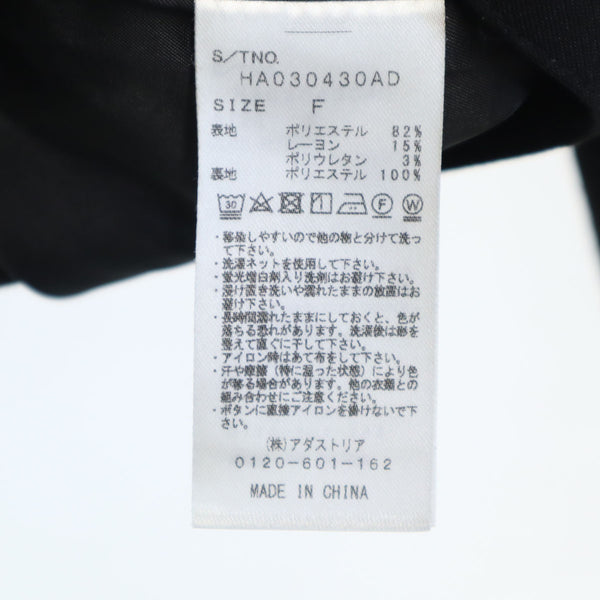 S/TNO.
HA030430AD
SIZE F
表地 ポリエステル 82%
レーヨン 15%
ポリウレタン 3%
裏地 ポリエステル 100%
30 F W
・移染しやすいので他の物と分けて洗っ
て下さい。
・洗濯ネットを使用して下さい。
・蛍光増白剤入り洗剤はお避け下さい。
・浸け置き洗いや濡れたままの放置はお
避け下さい。
・長時間濡れたままにしておくと、色が
落ちる恐れがあります。洗濯後は形を
整えて直ぐに干して下さい。
・アイロン時はあて布をして下さい。
・汗や摩擦(特に湿った状態)により色
が移る場合があります。他の衣類との
組み合わせにご注意ください。
・ボタンに直接アイロンを掛けないで下
さい。
(株)アダストリア
0120-601-162
MADE IN CHINA